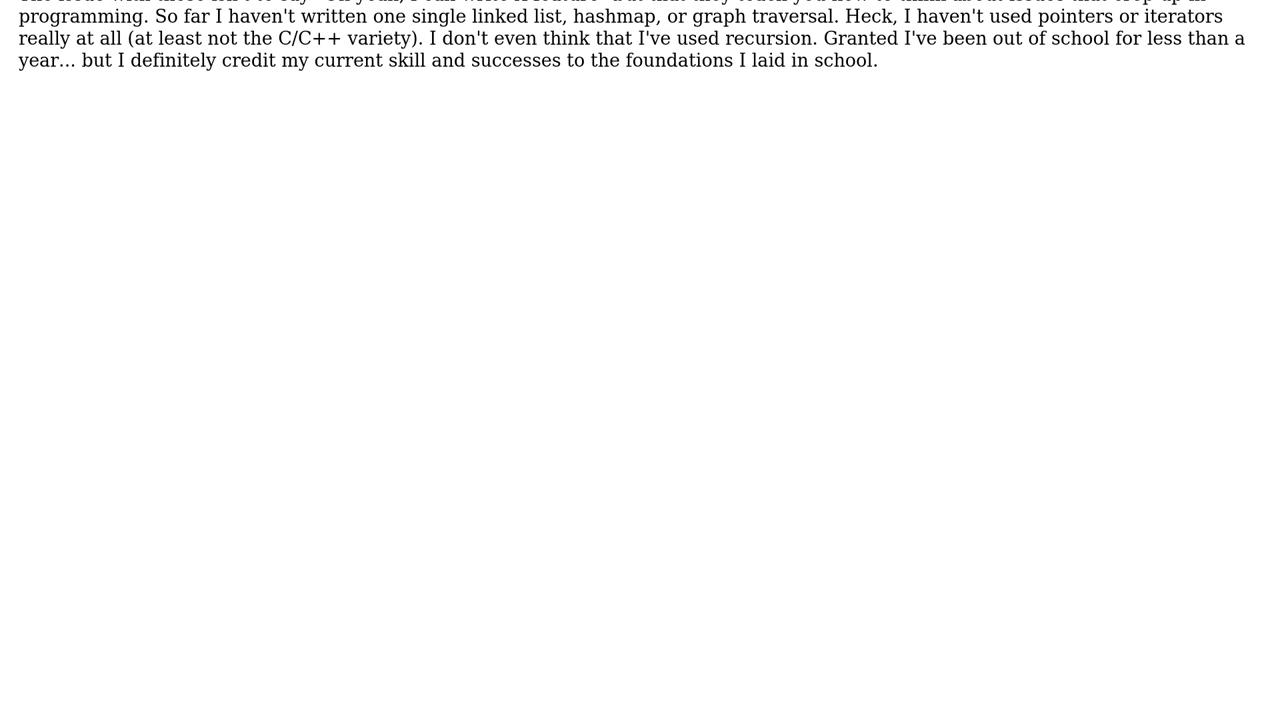 programming. So far I haven't written one single linked list, hashmap, or graph traversal. Heck, I haven't used pointers or iterators
really at all (at least not the C/C++ variety). I don't even think that I've used recursion. Granted I've been out of school for less than a
year... but I definitely credit my current skill and successes to the foundations I laid in school.